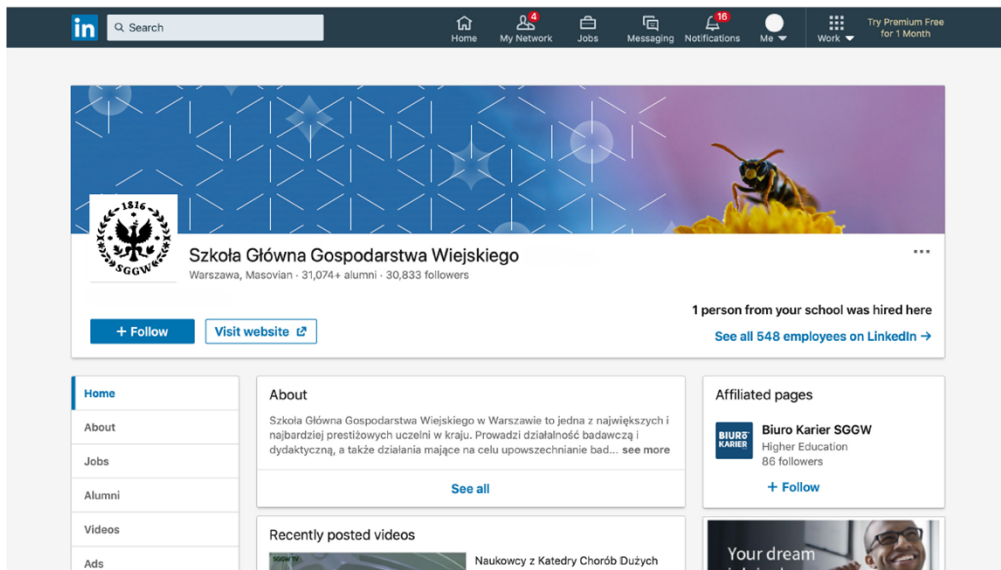 in
Search
4
16
Home
My Network
Jobs
Messaging
Notifications
Me
Work
Try Premium Free
for 1 Month
1816
SGGW
Szkoła Główna Gospodarstwa Wiejskiego
Warszawa, Masovian · 31,074+ alumni · 30,833 followers
1 person from your school was hired here
+ Follow
Visit website
See all 548 employees on LinkedIn →
Home
About
Jobs
Alumni
Videos
Ads
About
Szkoła Główna Gospodarstwa Wiejskiego w Warszawie to jedna z największych i
najbardziej prestiżowych uczelni w kraju. Prowadzi działalność badawczą i
dydaktyczną, a także działania mające na celu upowszechnianie bad... see more
See all
Recently posted videos
SGGW TV
Naukowcy z Katedry Chorób Dużych
Affiliated pages
BIURO
KARIER
Biuro Karier SGGW
Higher Education
86 followers
+ Follow
Your dream